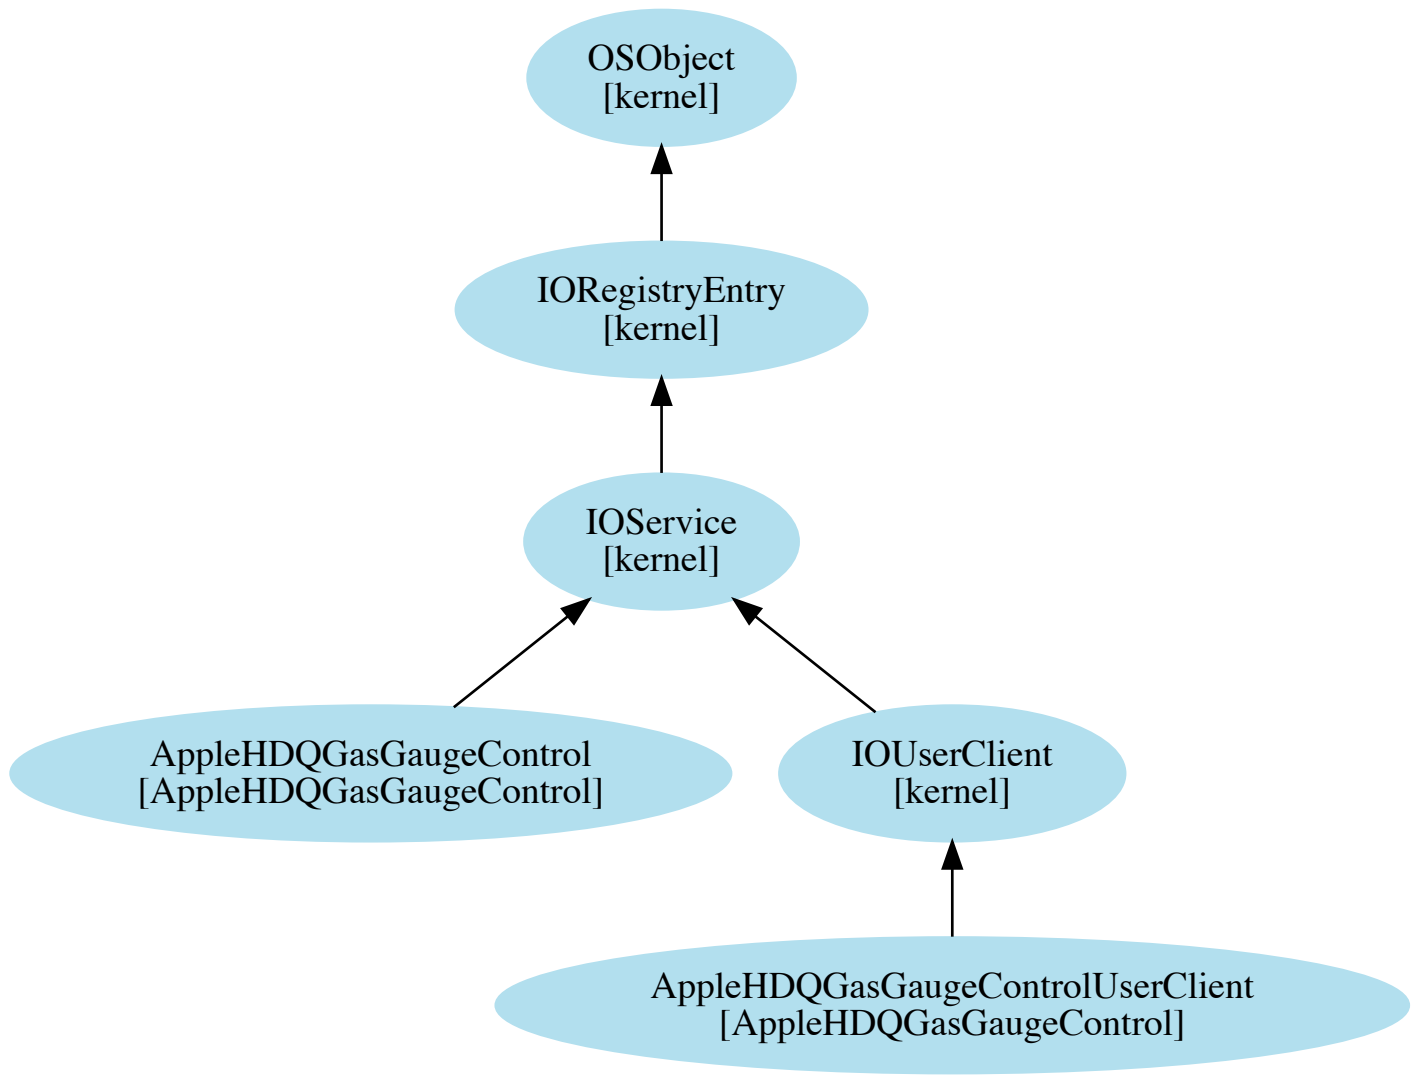 OSObject
[kernel]
IORegistryEntry
[kernel]
IOService
[kernel]
AppleHDQGasGaugeControl
[AppleHDQGasGaugeControl]
IOUserClient
[kernel]
AppleHDQGasGaugeControlUserClient
[AppleHDQGasGaugeControl]